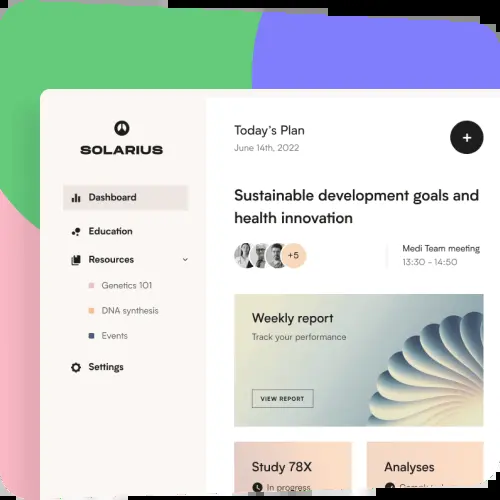 SOLARIUS
Dashboard
Education
Resources
Genetics 101
DNA synthesis
Events
Settings
Today's Plan
June 14th, 2022
+
Sustainable development goals and
health innovation
+5
Medi Team meeting
13:30 - 14:50
Weekly report
Track your performance
VIEW REPORT
Study 78X
In progress
Analyses